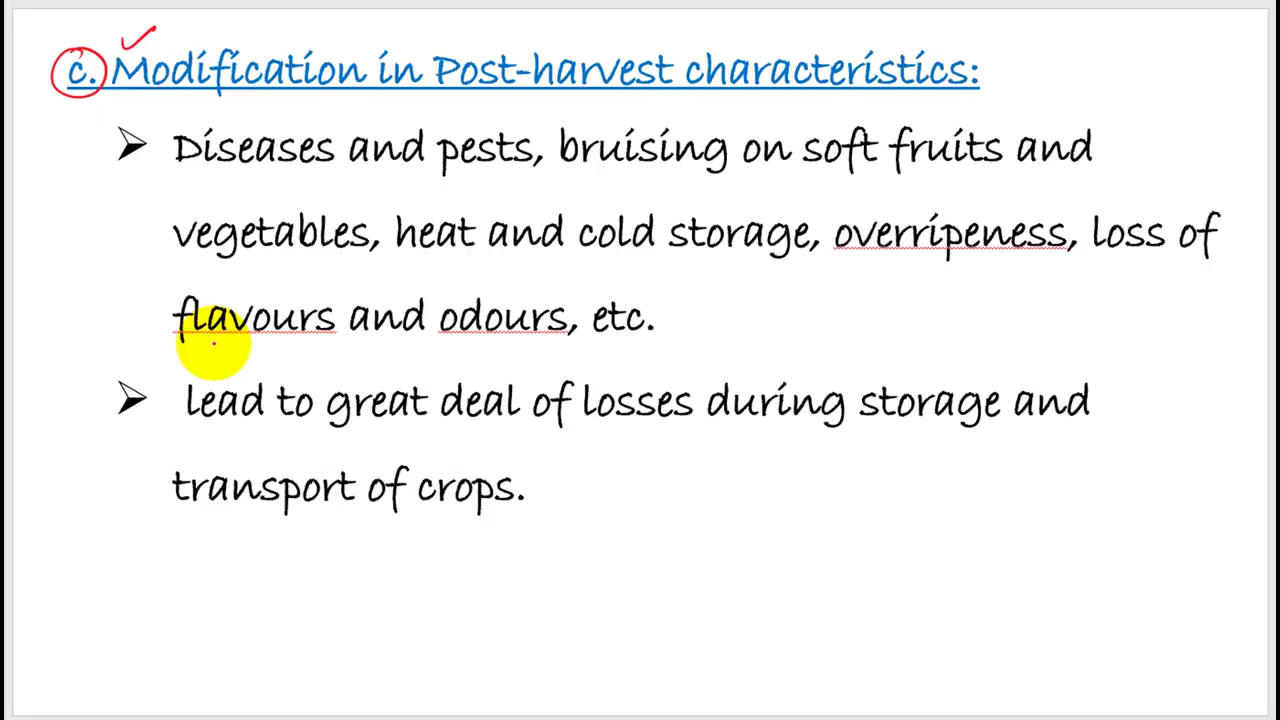 c. Modification in Post-harvest characteristics:
Diseases and pests, bruising on soft fruits and
vegetables, heat and cold storage, overripeness, loss of
flavours and odours, etc.
lead to great deal of losses during storage and
transport of crops.